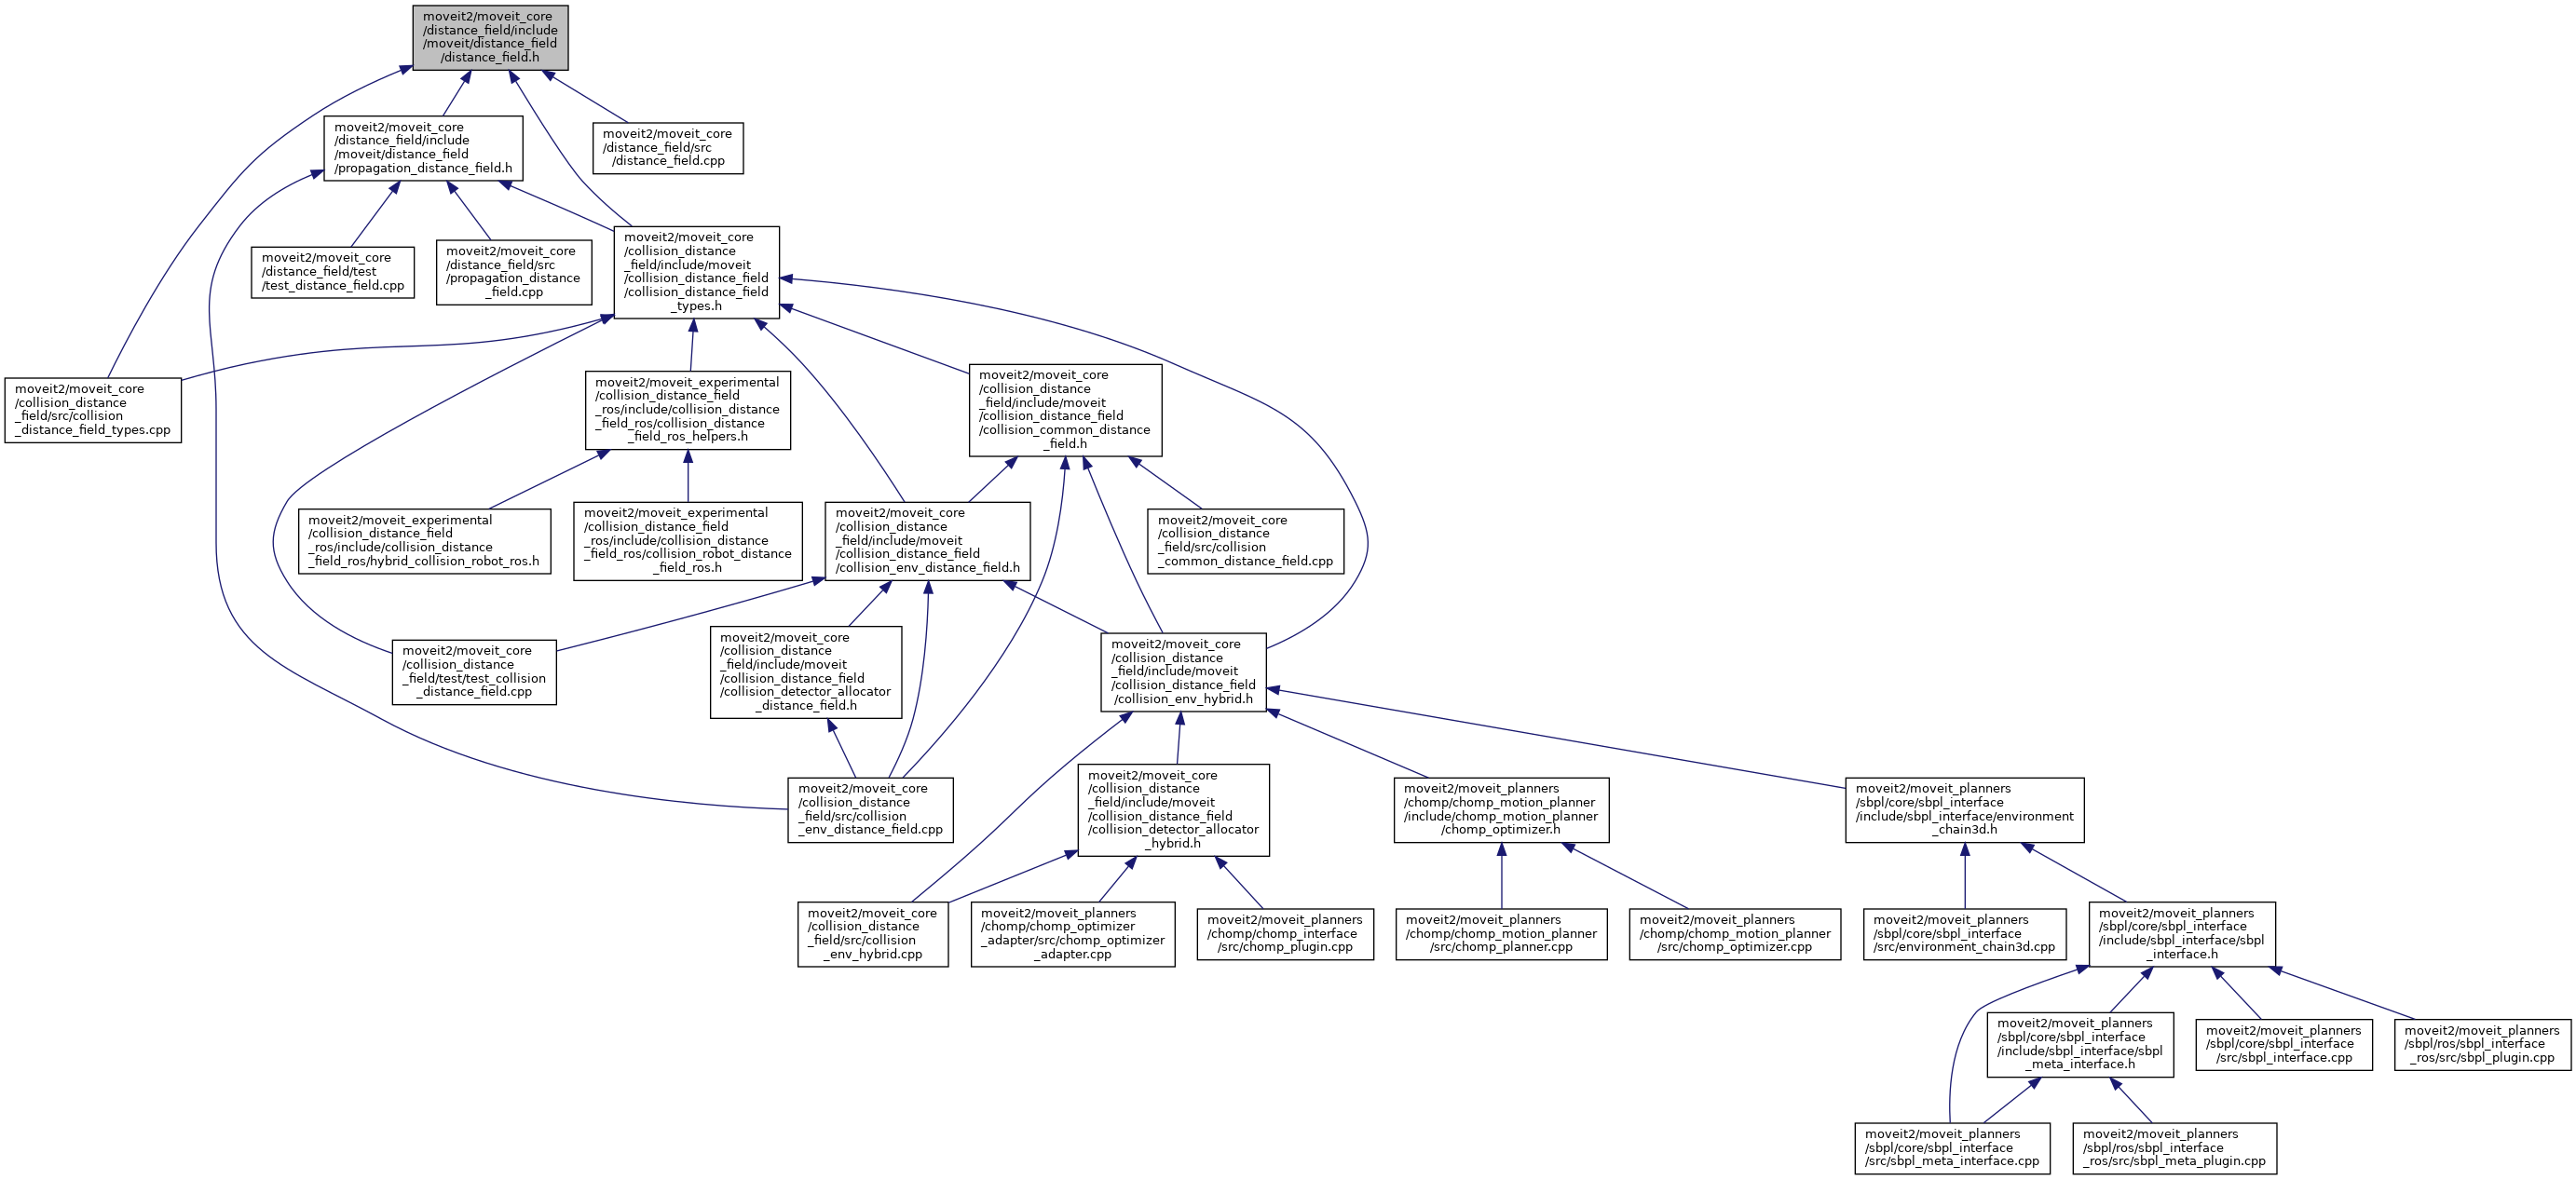 moveit2/moveit_core
/distance_field/include
/moveit/distance_field
/distance_field.h
moveit2/moveit_core
/distance_field/include
/moveit/distance_field
/propagation_distance_field.h
moveit2/moveit_core
/distance_field/src
/distance_field.cpp
moveit2/moveit_core
/distance_field/test
/test_distance_field.cpp
moveit2/moveit_core
/distance_field/src
/propagation_distance
_field.cpp
moveit2/moveit_core
/collision_distance
_field/include/moveit
/collision_distance_field
/collision_distance_field
_types.h
moveit2/moveit_core
/collision_distance
_field/src/collision
_distance_field_types.cpp
moveit2/moveit_experimental
/collision_distance_field
_ros/include/collision_distance
_field_ros/collision_distance
_field_ros_helpers.h
moveit2/moveit_core
/collision_distance
_field/include/moveit
/collision_distance_field
/collision_common_distance
_field.h
moveit2/moveit_experimental
/collision_distance_field
_ros/include/collision_distance
_field_ros/hybrid_collision_robot_ros.h
moveit2/moveit_experimental
/collision_distance_field
_ros/include/collision_distance
_field_ros/collision_robot_distance
_field_ros.h
moveit2/moveit_core
/collision_distance
_field/include/moveit
/collision_distance_field
/collision_env_distance_field.h
moveit2/moveit_core
/collision_distance
_field/src/collision
_common_distance_field.cpp
moveit2/moveit_core
/collision_distance
_field/test/test_collision
_distance_field.cpp
moveit2/moveit_core
/collision_distance
_field/include/moveit
/collision_distance_field
/collision_detector_allocator
_distance_field.h
moveit2/moveit_core
/collision_distance
_field/include/moveit
/collision_distance_field
/collision_env_hybrid.h
moveit2/moveit_core
/collision_distance
_field/src/collision
_env_distance_field.cpp
moveit2/moveit_core
/collision_distance
_field/include/moveit
/collision_distance_field
/collision_detector_allocator
_hybrid.h
moveit2/moveit_planners
/chomp/chomp_motion_planner
/include/chomp_motion_planner
/chomp_optimizer.h
moveit2/moveit_planners
/sbpl/core/sbpl_interface
/include/sbpl_interface/environment
_chain3d.h
moveit2/moveit_core
/collision_distance
_field/src/collision
_env_hybrid.cpp
moveit2/moveit_planners
/chomp/chomp_optimizer
_adapter/src/chomp_optimizer
_adapter.cpp
moveit2/moveit_planners
/chomp/chomp_interface
/src/chomp_plugin.cpp
moveit2/moveit_planners
/chomp/chomp_motion_planner
/src/chomp_planner.cpp
moveit2/moveit_planners
/chomp/chomp_motion_planner
/src/chomp_optimizer.cpp
moveit2/moveit_planners
/sbpl/core/sbpl_interface
/src/environment_chain3d.cpp
moveit2/moveit_planners
/sbpl/core/sbpl_interface
/include/sbpl_interface/sbpl
_interface.h
moveit2/moveit_planners
/sbpl/core/sbpl_interface
/include/sbpl_interface/sbpl
_meta_interface.h
moveit2/moveit_planners
/sbpl/core/sbpl_interface
/src/sbpl_interface.cpp
moveit2/moveit_planners
/sbpl/ros/sbpl_interface
_ros/src/sbpl_plugin.cpp
moveit2/moveit_planners
/sbpl/core/sbpl_interface
/src/sbpl_meta_interface.cpp
moveit2/moveit_planners
/sbpl/ros/sbpl_interface
_ros/src/sbpl_meta_plugin.cpp